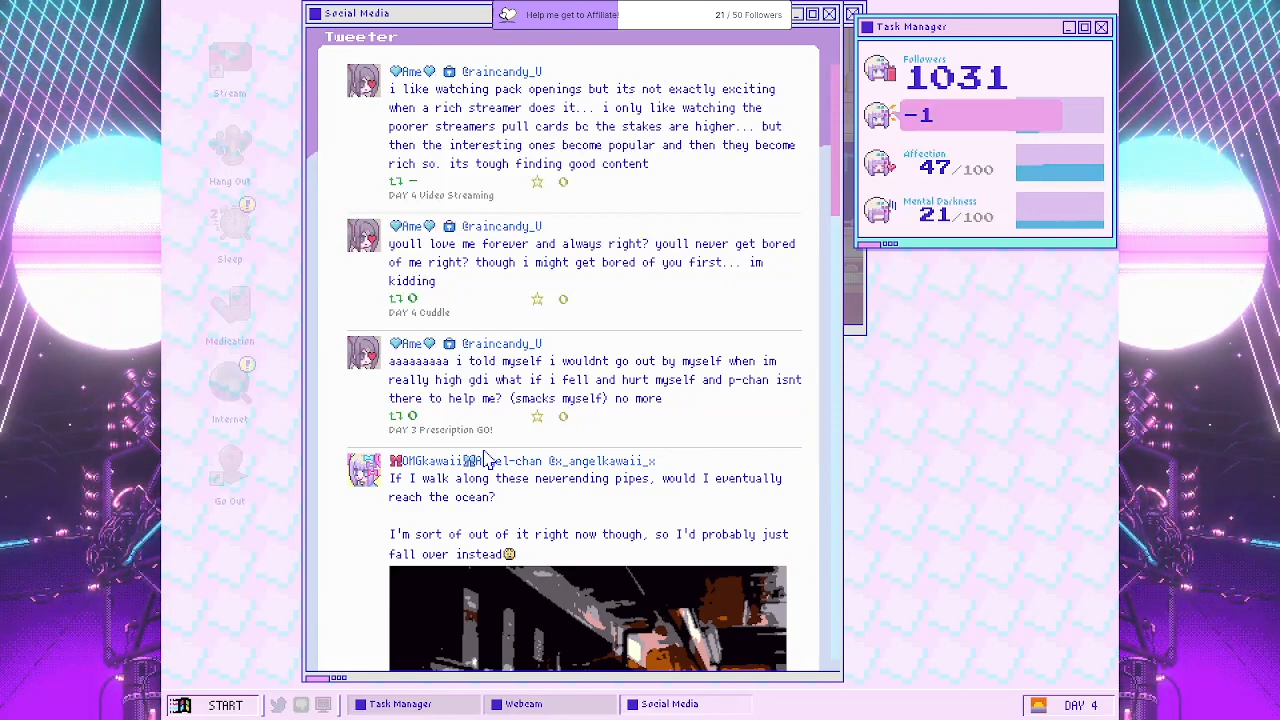 Social Media
Help me get to Affiliate!
21 / 50 Followers
Tweeter
Ame @raincandy_U
i like watching pack openings but its not exactly exciting
when a rich streamer does it... i only like watching the
poorer streamers pull cards bc the stakes are higher... but
then the interesting ones become popular and then they become
rich so. its tough finding good content
0
DAY 4 Video Streaming
Ame @raincandy_U
youll love me forever and always right? youll never get bored
of me right? though i might get bored of you first... im
kidding
0 0
DAY 4 Cuddle
Ame @raincandy_U
aaaaaaaaa i told myself i wouldnt go out by myself when im
really high gdi what if i fell and hurt myself and p-chan isnt
there to help me? (smacks myself) no more
0 0
DAY 3 Prescription GO!
OMGkawaii Angel-chan @x_angelkawaii_x
If I walk along these neverending pipes, would I eventually
reach the ocean?
I'm sort of out of it right now though, so I'd probably just
fall over instead
Task Manager
Followers
1031
-1
Affection
47/100
Mental Darkness
21/100
Stream
Hang Out
Sleep
Medication
Internet
Go Out
START
Task Manager
Webcam
Social Media
DAY 4